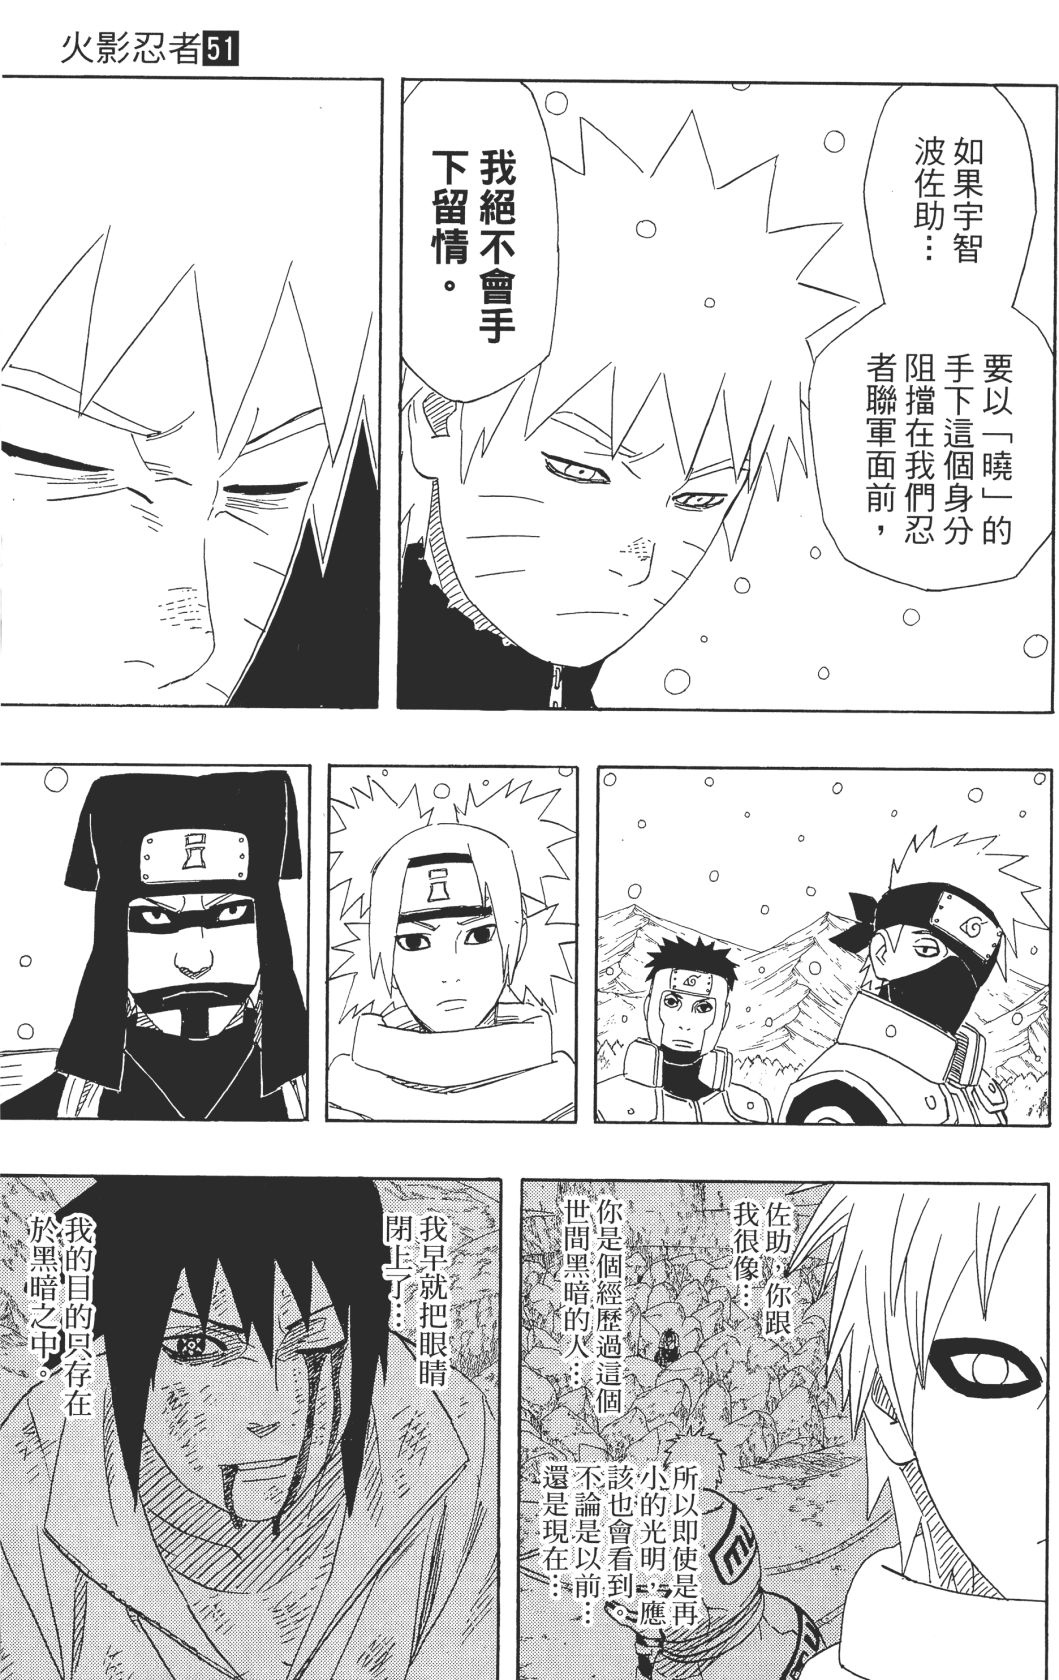 火影忍者51
如果宇智
波佐助…
要以「曉」的
手下這個身分
阻擋在我們忍
者聯軍面前，
我絕不會手
下留情。
佐助，你跟
我很像…
你是個經歷過這個
世間黑暗的人…
所以即使是再
小的光明，應
該也會看到
不論是以前…
還是現在…
我早就把眼睛
閉上了…
我的目的只存在
於黑暗之中。